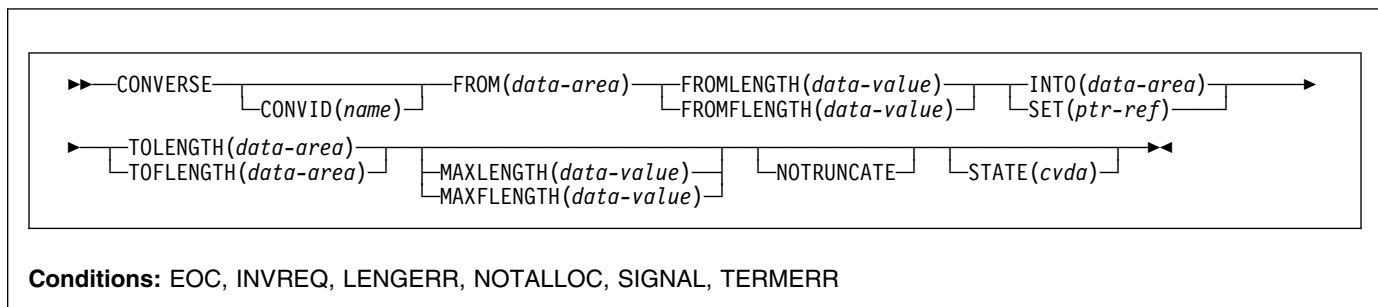 CONVERSE FROM(data-area) FROMLENGTH(data-value) INTO(data-area)
CONVID(name) FROMFLENGTH(data-value) SET(ptr-ref)
TOLENGTH(data-area)
TOFLENGTH(data-area) MAXLENGTH(data-value) NOTRUNCATE STATE(cvda)
MAXFLENGTH(data-value)
Conditions: EOC, INVREQ, LENGERR, NOTALLOC, SIGNAL, TERMERR